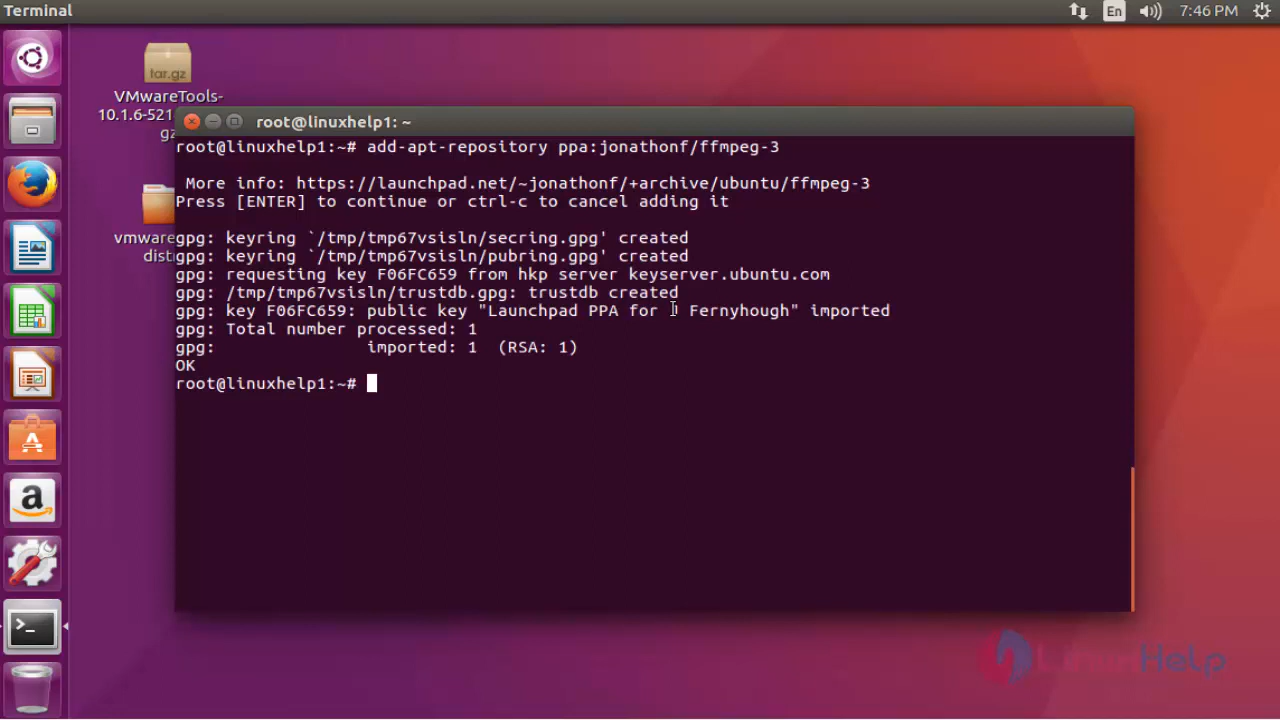 Terminal
En
7:46 PM
tar.gz
VMwareTools-
10.1.6-521
gz
vmware
dist
root@linuxhelp1: ~
root@linuxhelp1:~# add-apt-repository ppa:jonathonf/ffmpeg-3
More info: https://launchpad.net/~jonathonf/+archive/ubuntu/ffmpeg-3
Press [ENTER] to continue or ctrl-c to cancel adding it
gpg: keyring `/tmp/tmp67vsisln/secring.gpg' created
gpg: keyring `/tmp/tmp67vsisln/pubring.gpg' created
gpg: requesting key F06FC659 from hkp server keyserver.ubuntu.com
gpg: /tmp/tmp67vsisln/trustdb.gpg: trustdb created
gpg: key F06FC659: public key "Launchpad PPA for Fernyhough" imported
gpg: Total number processed: 1
gpg: imported: 1 (RSA: 1)
OK
root@linuxhelp1:~#
LinuxHelp